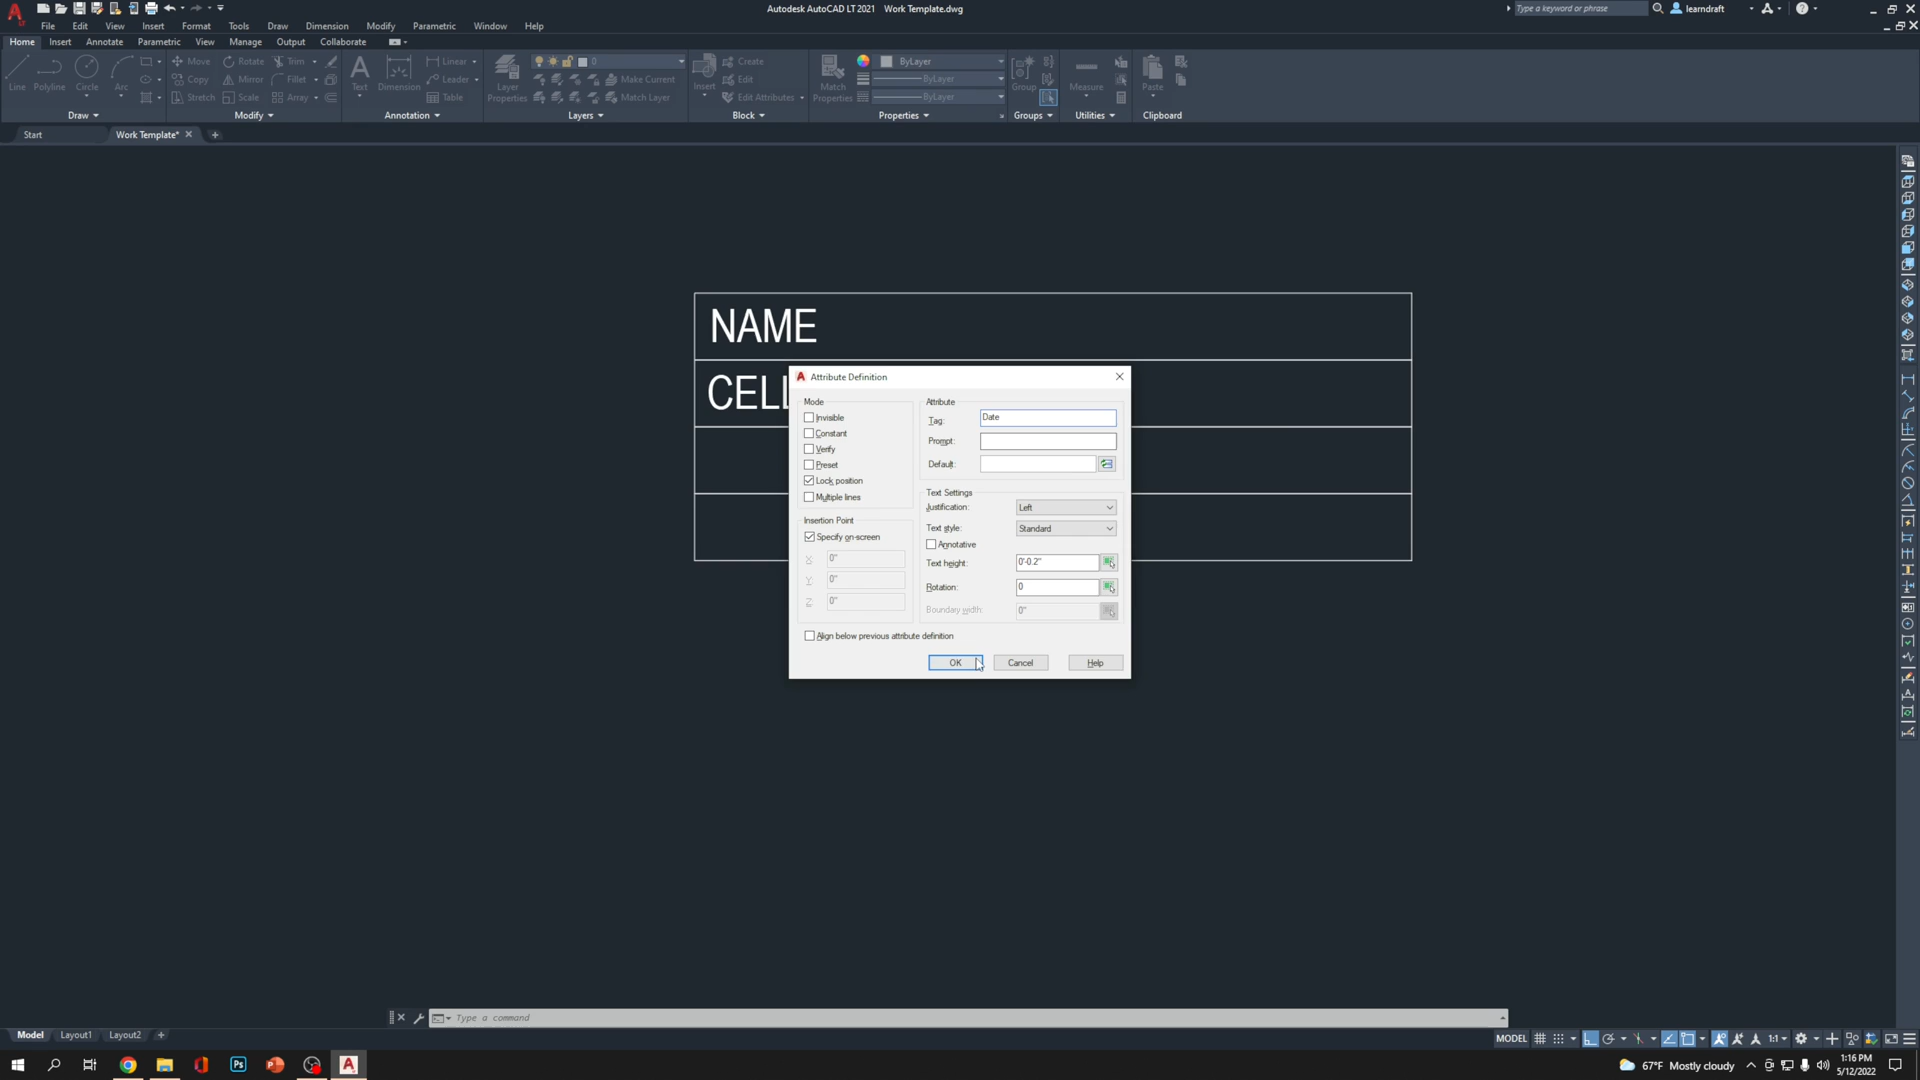 Autodesk AutoCAD LT 2021 Work Template.dwg
Type a keyword or phrase
learndraft
File Edit View Insert Format Tools Draw Dimension Modify Parametric Window Help
Home Insert Annotate Parametric View Manage Output Collaborate
Line Polyline Circle Arc
Move Rotate Trim
Copy Mirror Fillet
Stretch Scale Array
Text Dimension
Linear
Leader
Table
Layer Properties
0
Make Current
Match Layer
Insert
Create
Edit
Edit Attributes
Match Properties
ByLayer
ByLayer
ByLayer
Group
Measure
Paste
Draw Modify Annotation Layers Block Properties Groups Utilities Clipboard
Start Work Template*
NAME
CELL
Attribute Definition
Mode
Invisible
Constant
Verify
Preset
Lock position
Multiple lines
Insertion Point
Specify on-screen
X: 0"
Y: 0"
Z: 0"
Attribute
Tag: Date
Prompt:
Default:
Text Settings
Justification: Left
Text style: Standard
Annotative
Text height: 0'-0.2"
Rotation: 0
Boundary width: 0"
Align below previous attribute definition
OK Cancel Help
Type a command
Model Layout1 Layout2
MODEL 1:1
67°F Mostly cloudy
1:16 PM
5/12/2022